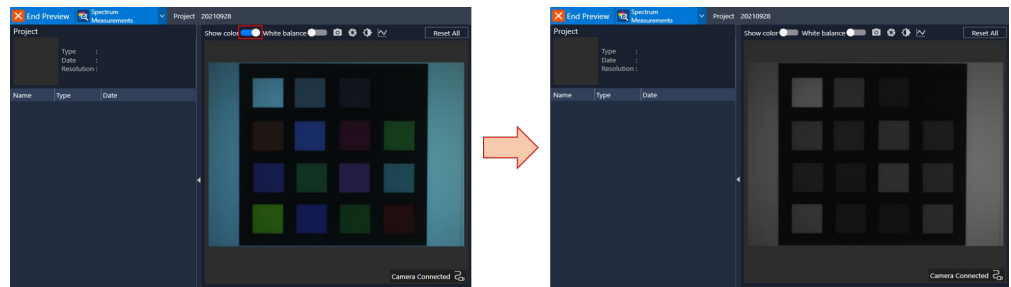 End Preview Spectrum Measurements Project 20210928
Project
Type :
Date :
Resolution :
Name Type Date
Show color White balance Reset All
Camera Connected
End Preview Spectrum Measurements Project 20210928
Project
Type :
Date :
Resolution :
Name Type Date
Show color White balance Reset All
Camera Connected